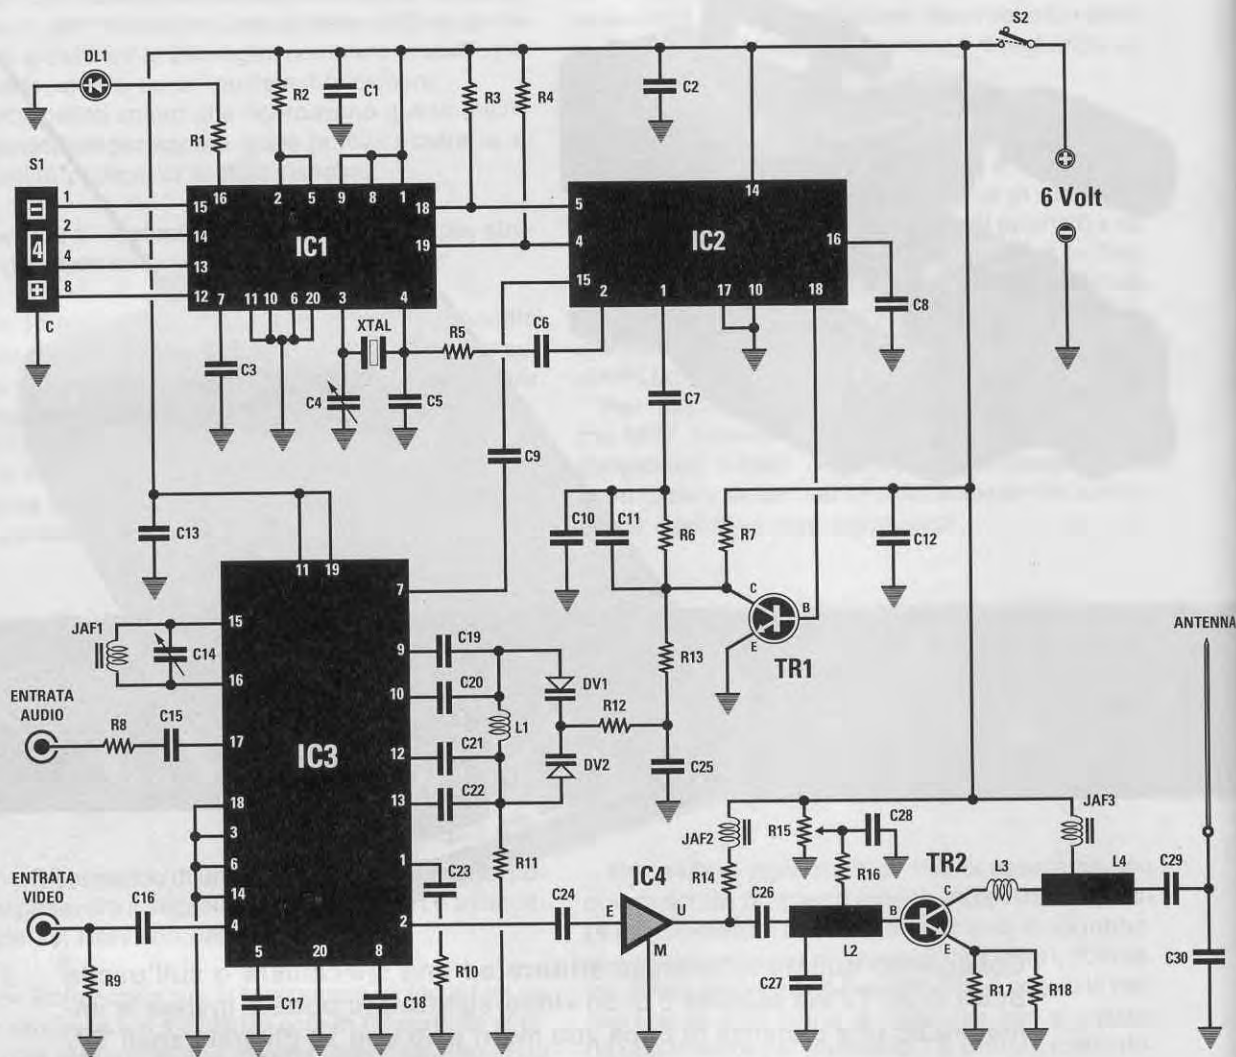 S2
DL1
R2
C1
R3
R4
C2
R1
S1
6 Volt
1
2
4
8
4
C
16
2
5
9
8
1
15
14
13
12
IC1
18
19
7
11
10
6
20
3
4
14
5
4
15
IC2
16
2
1
17
10
18
C8
XTAL
R5
C6
C3
C4
C5
C7
C9
C10
C11
R6
R7
C12
C13
11
19
7
C
B
E
TR1
ANTENNA
JAF1
C14
15
16
9
C19
10
C20
L1
DV1
R12
R13
ENTRATA
AUDIO
R8
C15
17
IC3
12
C21
13
C22
DV2
C25
18
3
6
14
4
1
2
5
20
8
C23
R11
JAF2
R15
C28
JAF3
R14
R16
TR2
L3
L4
C29
ENTRATA
VIDEO
C16
R9
C17
C18
R10
C24
IC4
E
U
M
C26
L2
C27
B
C
E
R17
R18
C30